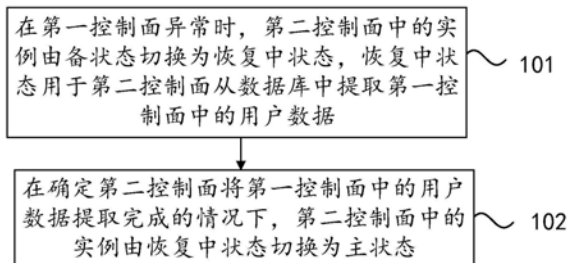 在第一控制面异常时，第二控制面中的实
例由备状态切换为恢复中状态，恢复中状
态用于第二控制面从数据库中提取第一控
制面中的用户数据
101
在确定第二控制面将第一控制面中的用户
数据提取完成的情况下，第二控制面中的
实例由恢复中状态切换为主状态
102